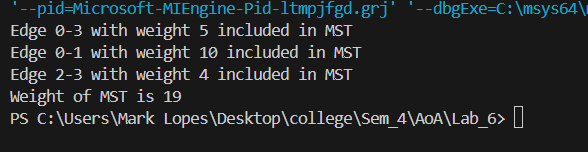 '--pid=Microsoft-MIEngine-Pid-ltmpjfgd.grj' '--dbgExe=C:\msys64\
Edge 0-3 with weight 5 included in MST
Edge 0-1 with weight 10 included in MST
Edge 2-3 with weight 4 included in MST
Weight of MST is 19
PS C:\Users\Mark Lopes\Desktop\college\Sem_4\AoA\Lab_6>